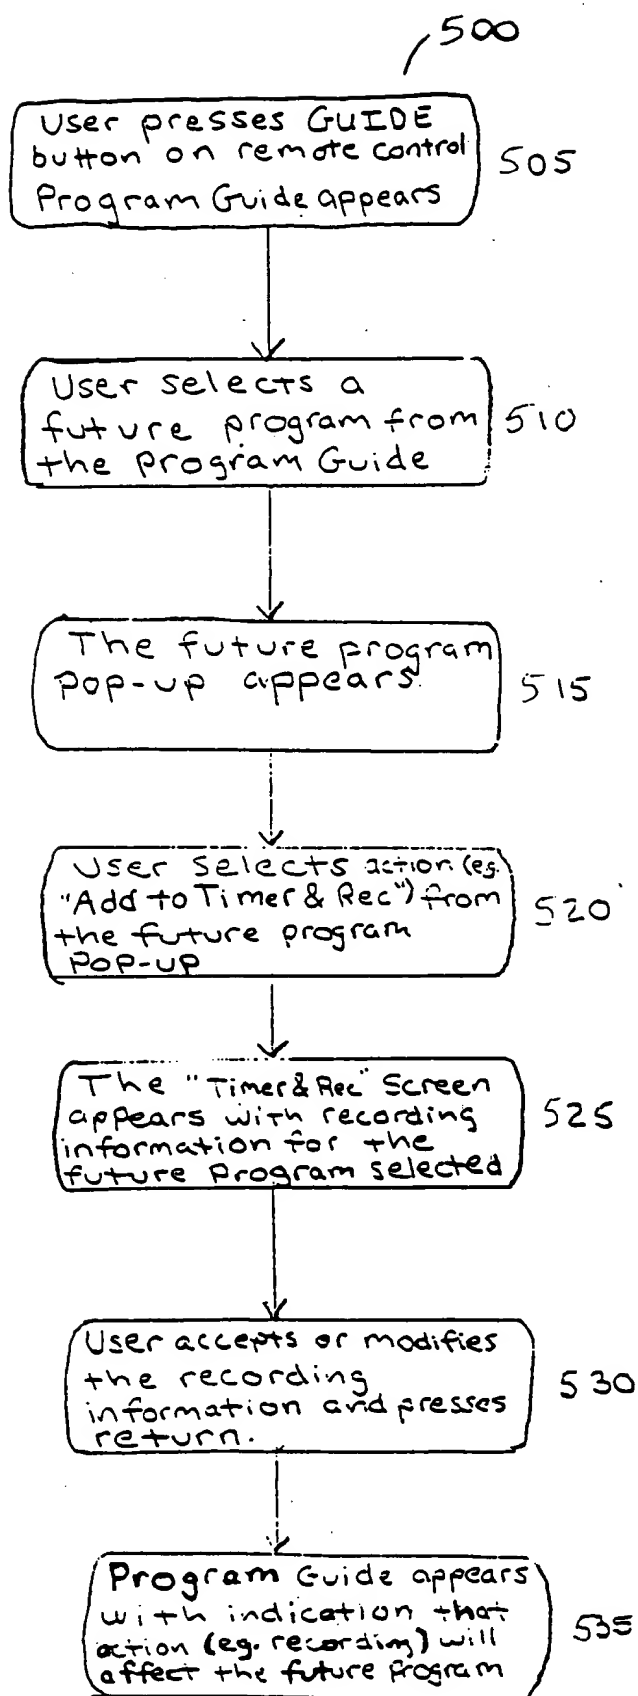 500
User presses GUIDE
button on remote control
Program Guide appears
505
User selects a
future program from
the Program Guide
510
The future program
pop-up appears.
515
User selects action (eg.
"Add to Timer & Rec") from
the future program
pop-up
520
The "Timer & Rec" Screen
appears with recording
information for the
future program selected
525
User accepts or modifies
the recording
information and presses
return.
530
Program Guide appears
with indication that
action (eg. recording) will
affect the future program
535